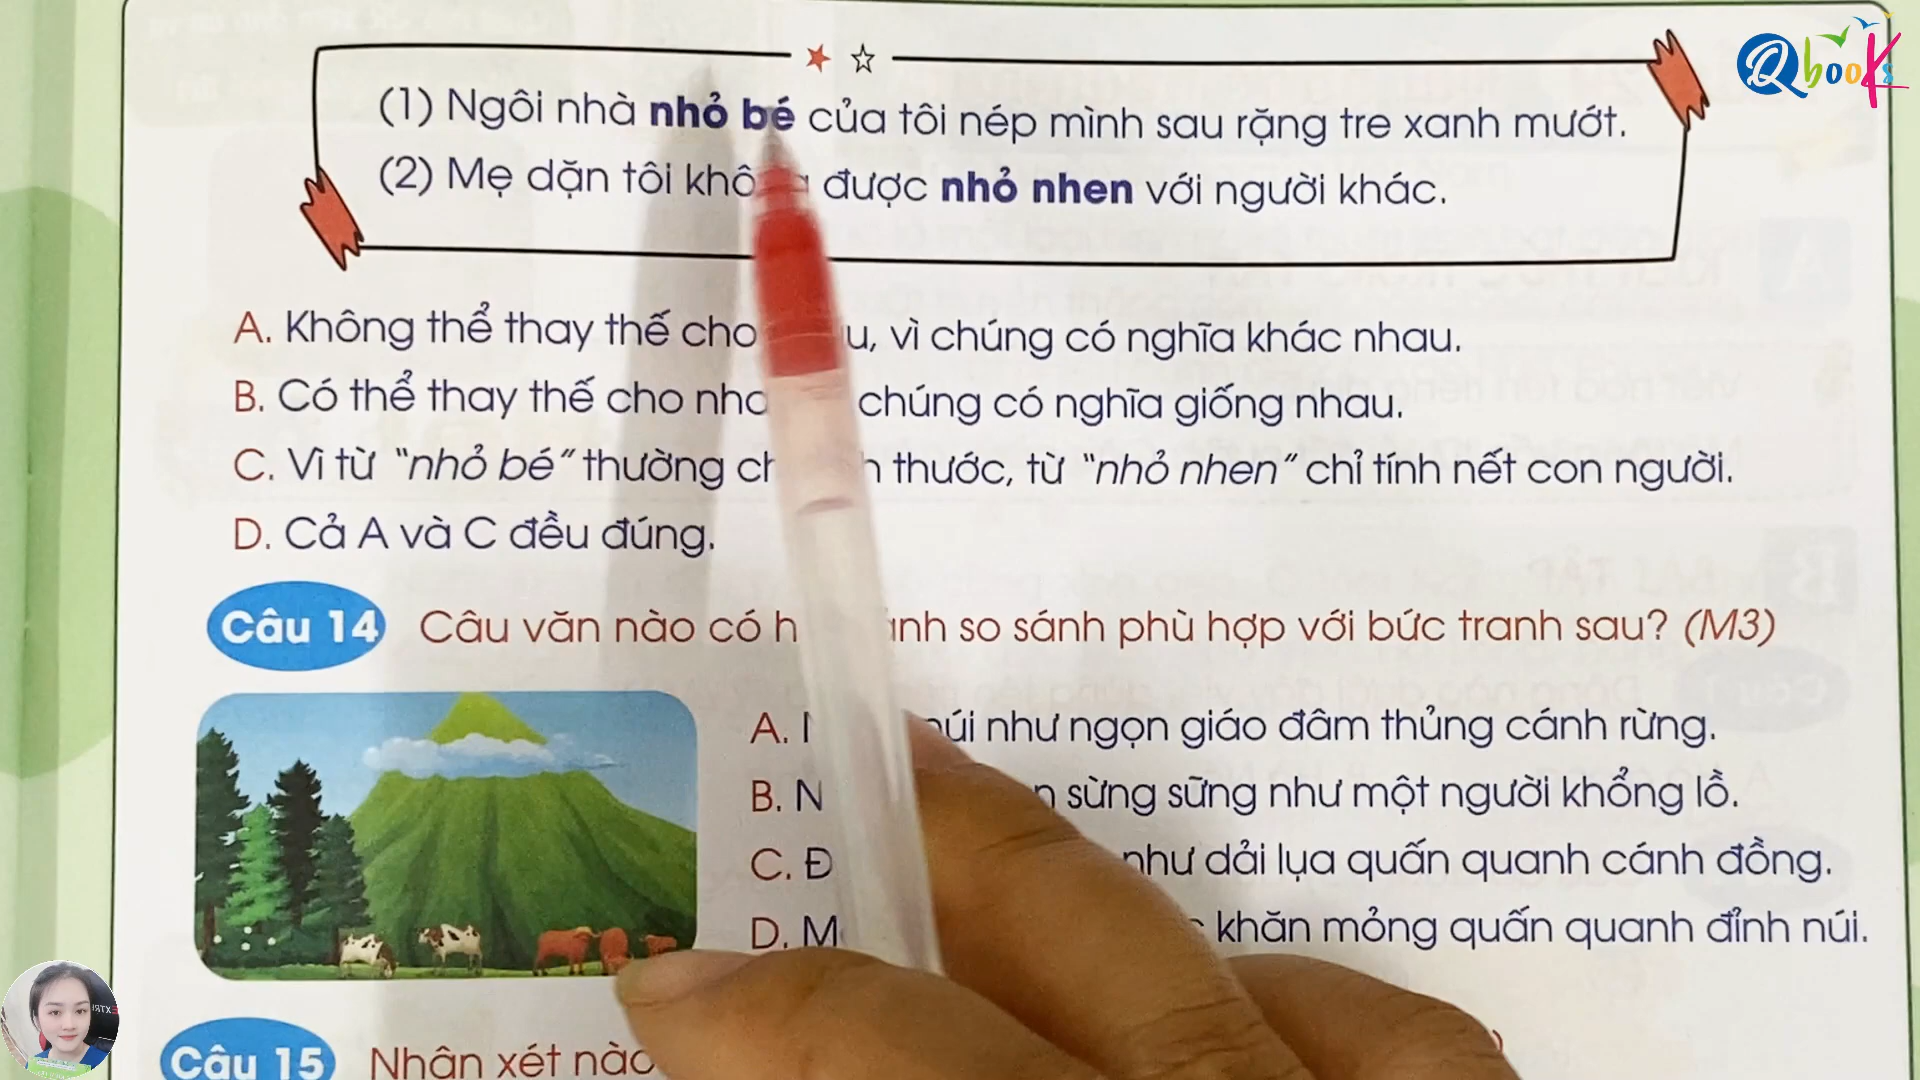 Qbooks
(1) Ngôi nhà nhỏ bé của tôi nép mình sau rặng tre xanh mướt.
(2) Mẹ dặn tôi được nhỏ nhen với người khác.
A. Không thể thay thế cho vì chúng có nghĩa khác nhau.
B. Có thể thay thế cho chúng có nghĩa giống nhau.
C. Vì từ “nhỏ bé” thường thước, từ “nhỏ nhen” chỉ tính nết con người.
D. Cả A và C đều đúng.
Câu 14 Câu văn nào có so sánh phù hợp với bức tranh sau? (M3)
A. núi như ngọn giáo đâm thủng cánh rừng.
B. sừng sững như một người khổng lồ.
C. như dải lụa quấn quanh cánh đồng.
D. khăn mỏng quấn quanh đỉnh núi.
Câu 15 Nhận xét nào